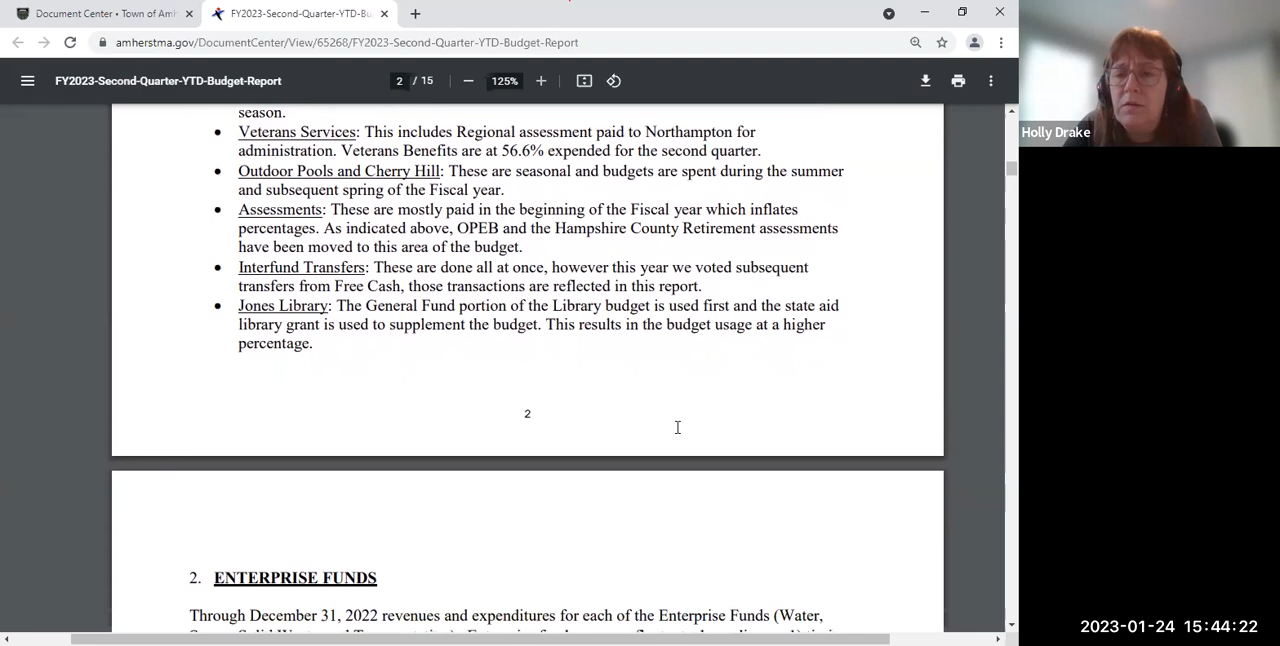 Document Center • Town of Amh
FY2023-Second-Quarter-YTD-Bu
amherstma.gov/DocumentCenter/View/65268/FY2023-Second-Quarter-YTD-Budget-Report
FY2023-Second-Quarter-YTD-Budget-Report
2 / 15
125%
season.
• Veterans Services: This includes Regional assessment paid to Northampton for
administration. Veterans Benefits are at 56.6% expended for the second quarter.
• Outdoor Pools and Cherry Hill: These are seasonal and budgets are spent during the summer
and subsequent spring of the Fiscal year.
• Assessments: These are mostly paid in the beginning of the Fiscal year which inflates
percentages. As indicated above, OPEB and the Hampshire County Retirement assessments
have been moved to this area of the budget.
• Interfund Transfers: These are done all at once, however this year we voted subsequent
transfers from Free Cash, those transactions are reflected in this report.
• Jones Library: The General Fund portion of the Library budget is used first and the state aid
library grant is used to supplement the budget. This results in the budget usage at a higher
percentage.
2
2. ENTERPRISE FUNDS
Through December 31, 2022 revenues and expenditures for each of the Enterprise Funds (Water,
Holly Drake
2023-01-24 15:44:22